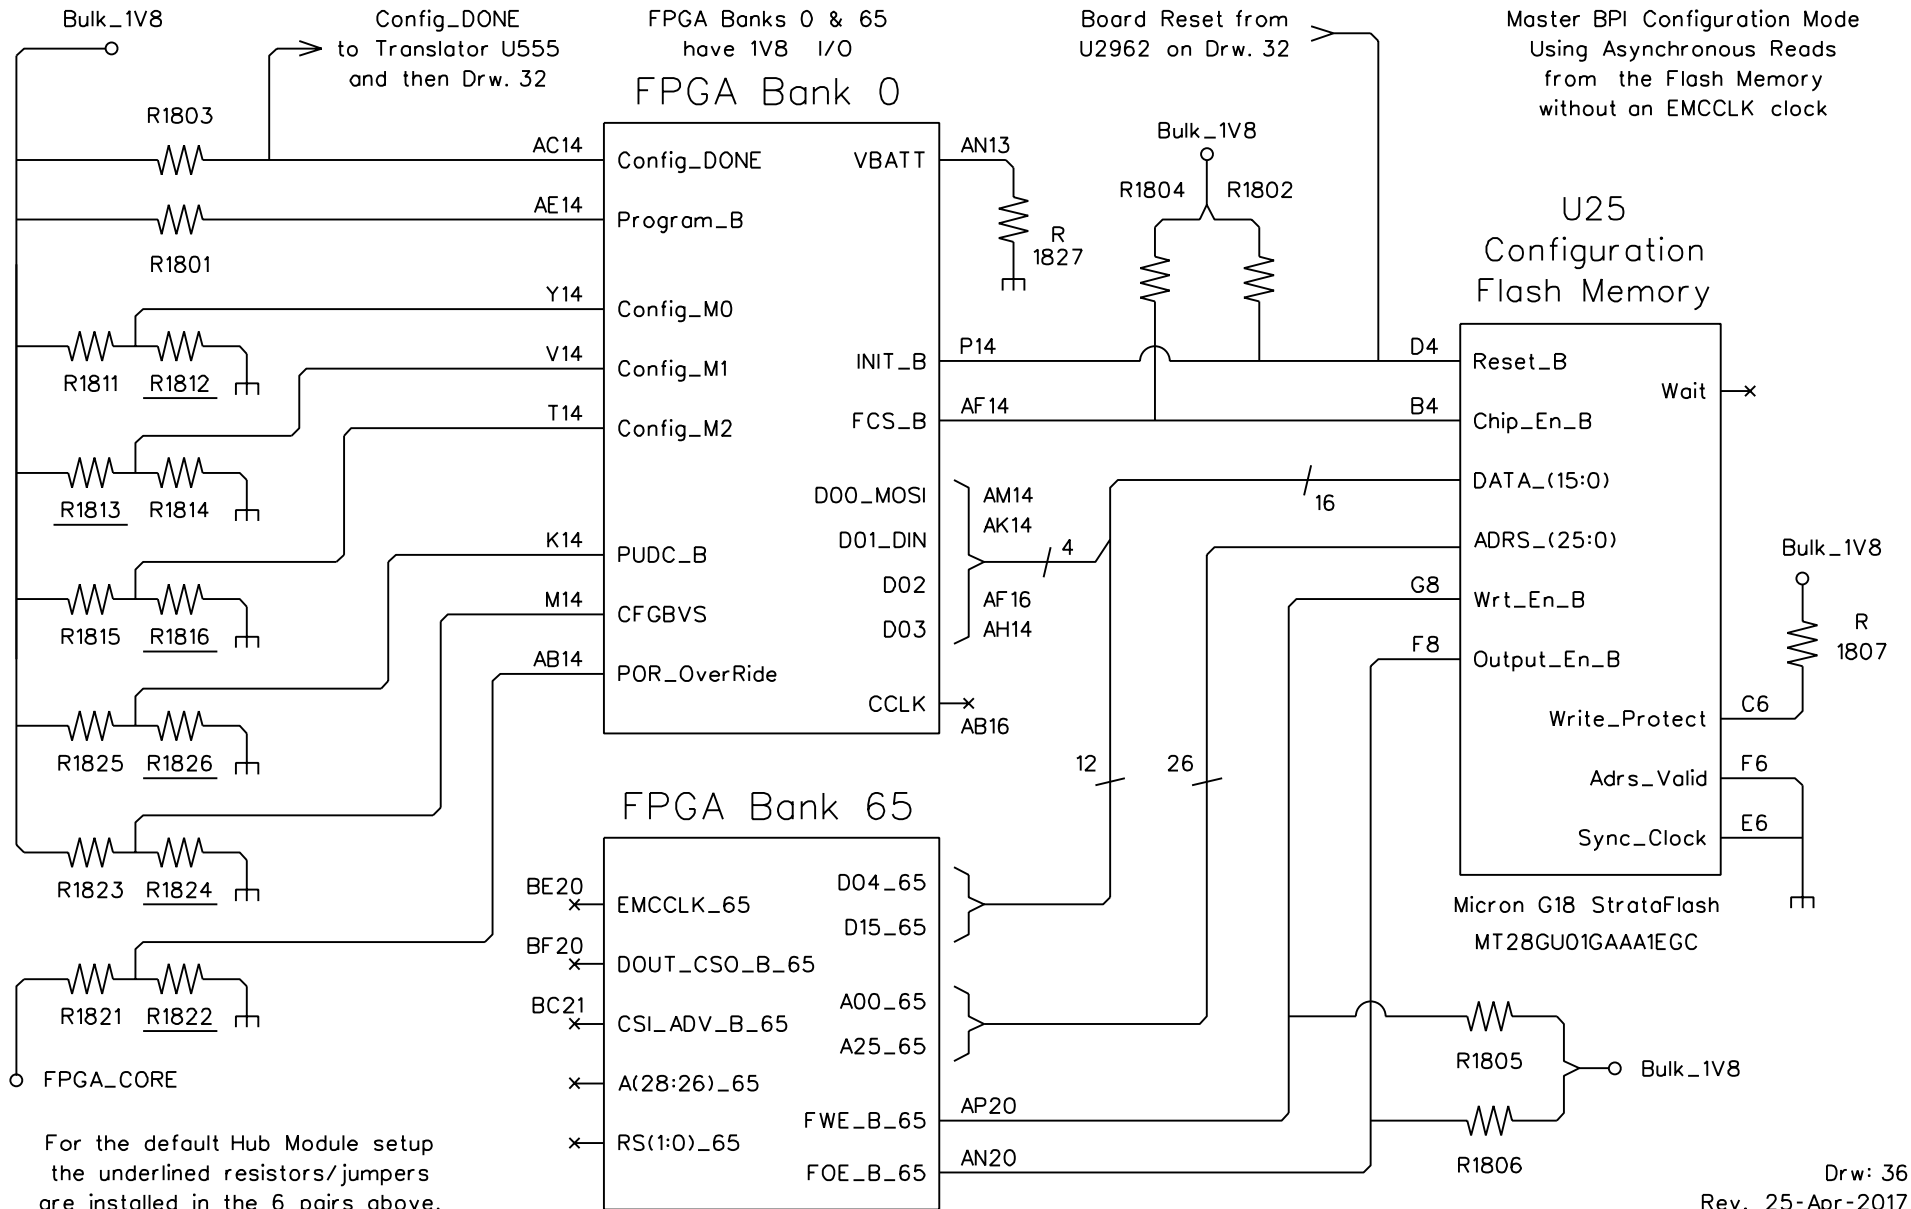 Bulk_1V8
Config_DONE
to Translator U555
and then Drw. 32
FPGA Banks 0 & 65
have 1V8 I/O
Board Reset from
U2962 on Drw. 32
Master BPI Configuration Mode
Using Asynchronous Reads
from the Flash Memory
without an EMCCLK clock
FPGA Bank 0
R1803
AC14
Config_DONE
AE14
Program_B
R1801
Y14
Config_M0
R1811
R1812
V14
Config_M1
T14
Config_M2
R1813
R1814
K14
PUDC_B
R1815
R1816
M14
CFGBVS
AB14
POR_OverRide
R1825
R1826
R1823
R1824
R1821
R1822
FPGA_CORE
VBATT
AN13
R
1827
Bulk_1V8
R1804
R1802
INIT_B
P14
FCS_B
AF14
D00_MOSI
D01_DIN
D02
D03
AM14
AK14
AF16
AH14
4
CCLK
AB16
12
26
16
U25
Configuration
Flash Memory
D4
Reset_B
Wait
B4
Chip_En_B
DATA_(15:0)
ADRS_(25:0)
G8
Wrt_En_B
F8
Output_En_B
Write_Protect
C6
Adrs_Valid
F6
Sync_Clock
E6
Bulk_1V8
R
1807
Micron G18 StrataFlash
MT28GU01GAAA1EGC
FPGA Bank 65
BE20
EMCCLK_65
BF20
DOUT_CSO_B_65
BC21
CSI_ADV_B_65
A(28:26)_65
RS(1:0)_65
D04_65
D15_65
A00_65
A25_65
FWE_B_65
AP20
FOE_B_65
AN20
R1805
Bulk_1V8
R1806
For the default Hub Module setup
the underlined resistors/jumpers
are installed in the 6 pairs above.
Drw: 36
Rev. 25-Apr-2017